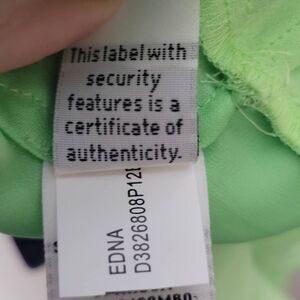 This label with
security
features is a
certificate of
authenticity.
EDNA
D3826808P12